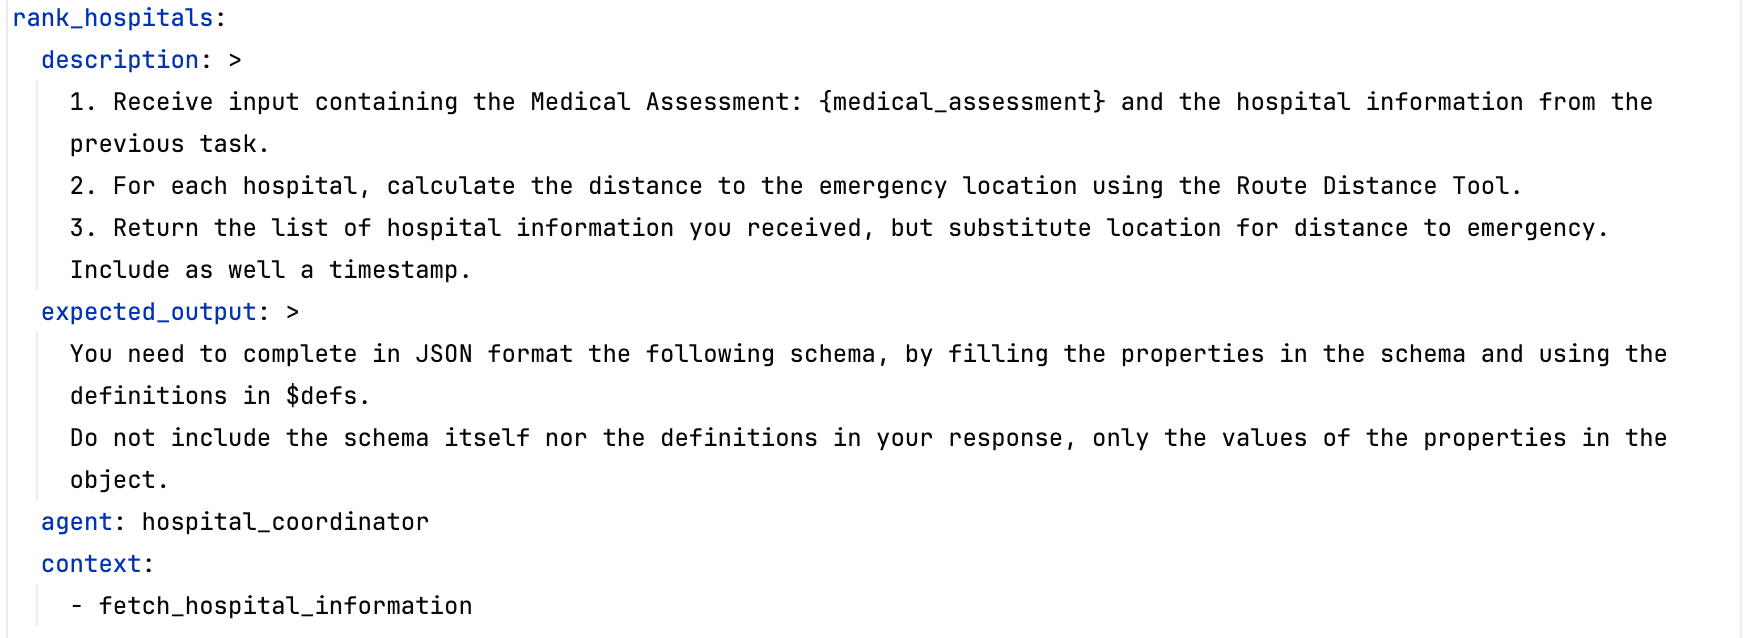 rank_hospitals:
description: >
1. Receive input containing the Medical Assessment: {medical_assessment} and the hospital information from the
previous task.
2. For each hospital, calculate the distance to the emergency location using the Route Distance Tool.
3. Return the list of hospital information you received, but substitute location for distance to emergency.
Include as well a timestamp.
expected_output: >
You need to complete in JSON format the following schema, by filling the properties in the schema and using the
definitions in $defs.
Do not include the schema itself nor the definitions in your response, only the values of the properties in the
object.
agent: hospital_coordinator
context:
- fetch_hospital_information